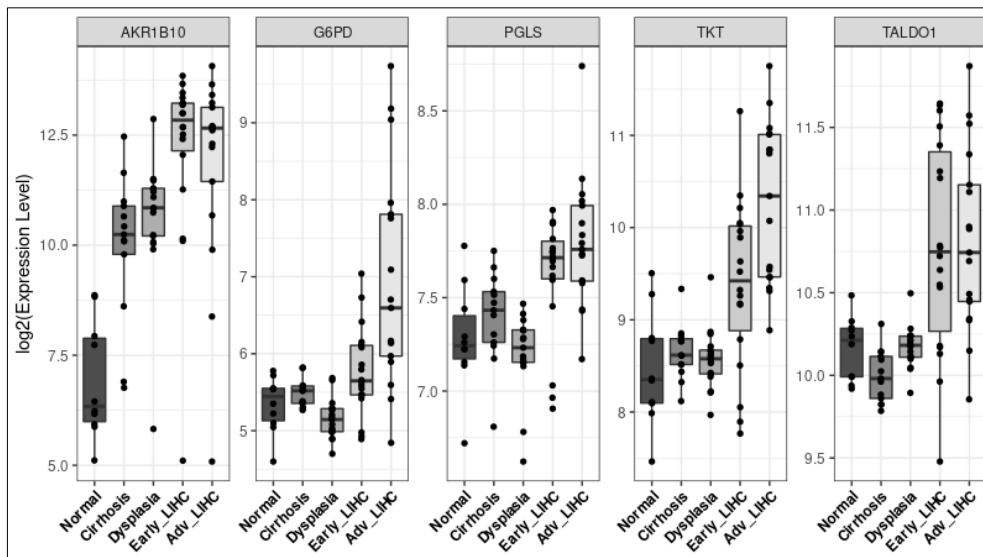 AKR1B10 G6PD PGLS TKT TALDO1
log2(Expression Level)
12.5
10.0
7.5
5.0
9
8
7
6
5
8.5
8.0
7.5
7.0
11
10
9
8
11.5
11.0
10.5
10.0
9.5
Normal
Cirrhosis
Dysplasia
Early_LIHC
Adv_LIHC
Normal
Cirrhosis
Dysplasia
Early_LIHC
Adv_LIHC
Normal
Cirrhosis
Dysplasia
Early_LIHC
Adv_LIHC
Normal
Cirrhosis
Dysplasia
Early_LIHC
Adv_LIHC
Normal
Cirrhosis
Dysplasia
Early_LIHC
Adv_LIHC